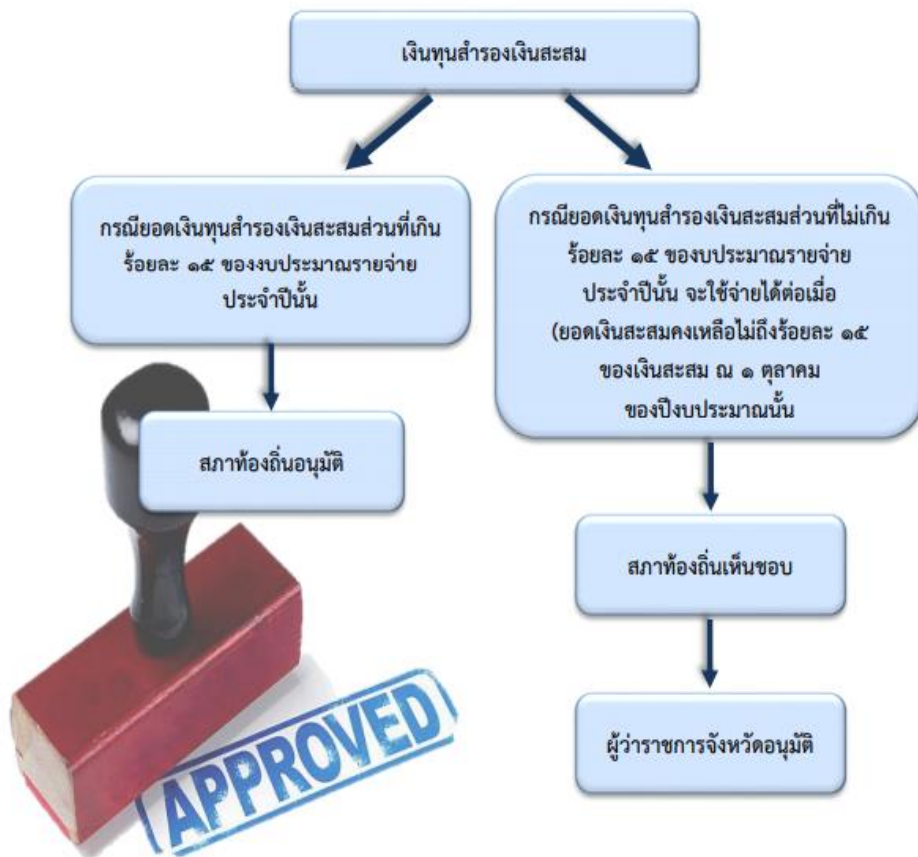 เงินทุนสำรองเงินสะสม
กรณียอดเงินทุนสำรองเงินสะสมส่วนที่เกิน
ร้อยละ ๑๕ ของงบประมาณรายจ่าย
ประจำปีนั้น
สภาท้องถิ่นอนุมัติ
กรณียอดเงินทุนสำรองเงินสะสมส่วนที่ไม่เกิน
ร้อยละ ๑๕ ของบประมาณรายจ่าย
ประจำปีนั้น จะใช้จ่ายได้ต่อเมื่อ
(ยอดเงินสะสมคงเหลือไม่ถึงร้อยละ ๑๕
ของเงินสะสม ณ ๑ ตุลาคม
ของปีงบประมาณนั้น
สภาท้องถิ่นเห็นชอบ
ผู้ว่าราชการจังหวัดอนุมัติ
APPROVED